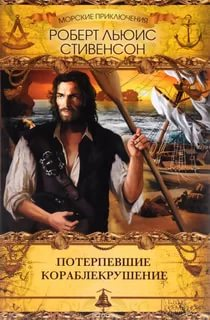 МОРСКИЕ ПРИКЛЮЧЕНИЯ
РОБЕРТ ЛЬЮИС
СТИВЕНСОН
ПОТЕРПЕВШИЕ
КОРАБЛЕКРУШЕНИЕ